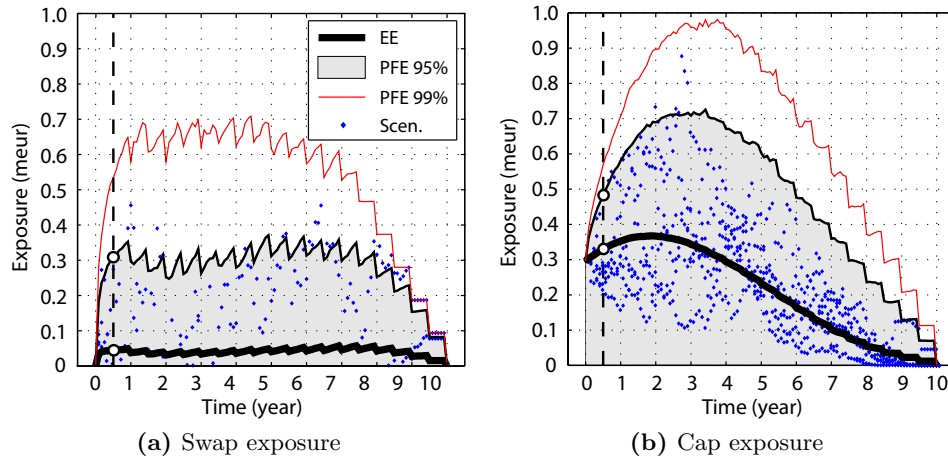 Exposure (meur)
1.0
0.9
0.8
0.7
0.6
0.5
0.4
0.3
0.2
0.1
0
EE
PFE 95%
PFE 99%
Scen.
0 1 2 3 4 5 6 7 8 9 10
Time (year)
(a) Swap exposure
Exposure (meur)
1.0
0.9
0.8
0.7
0.6
0.5
0.4
0.3
0.2
0.1
0
0 1 2 3 4 5 6 7 8 9 10
Time (year)
(b) Cap exposure